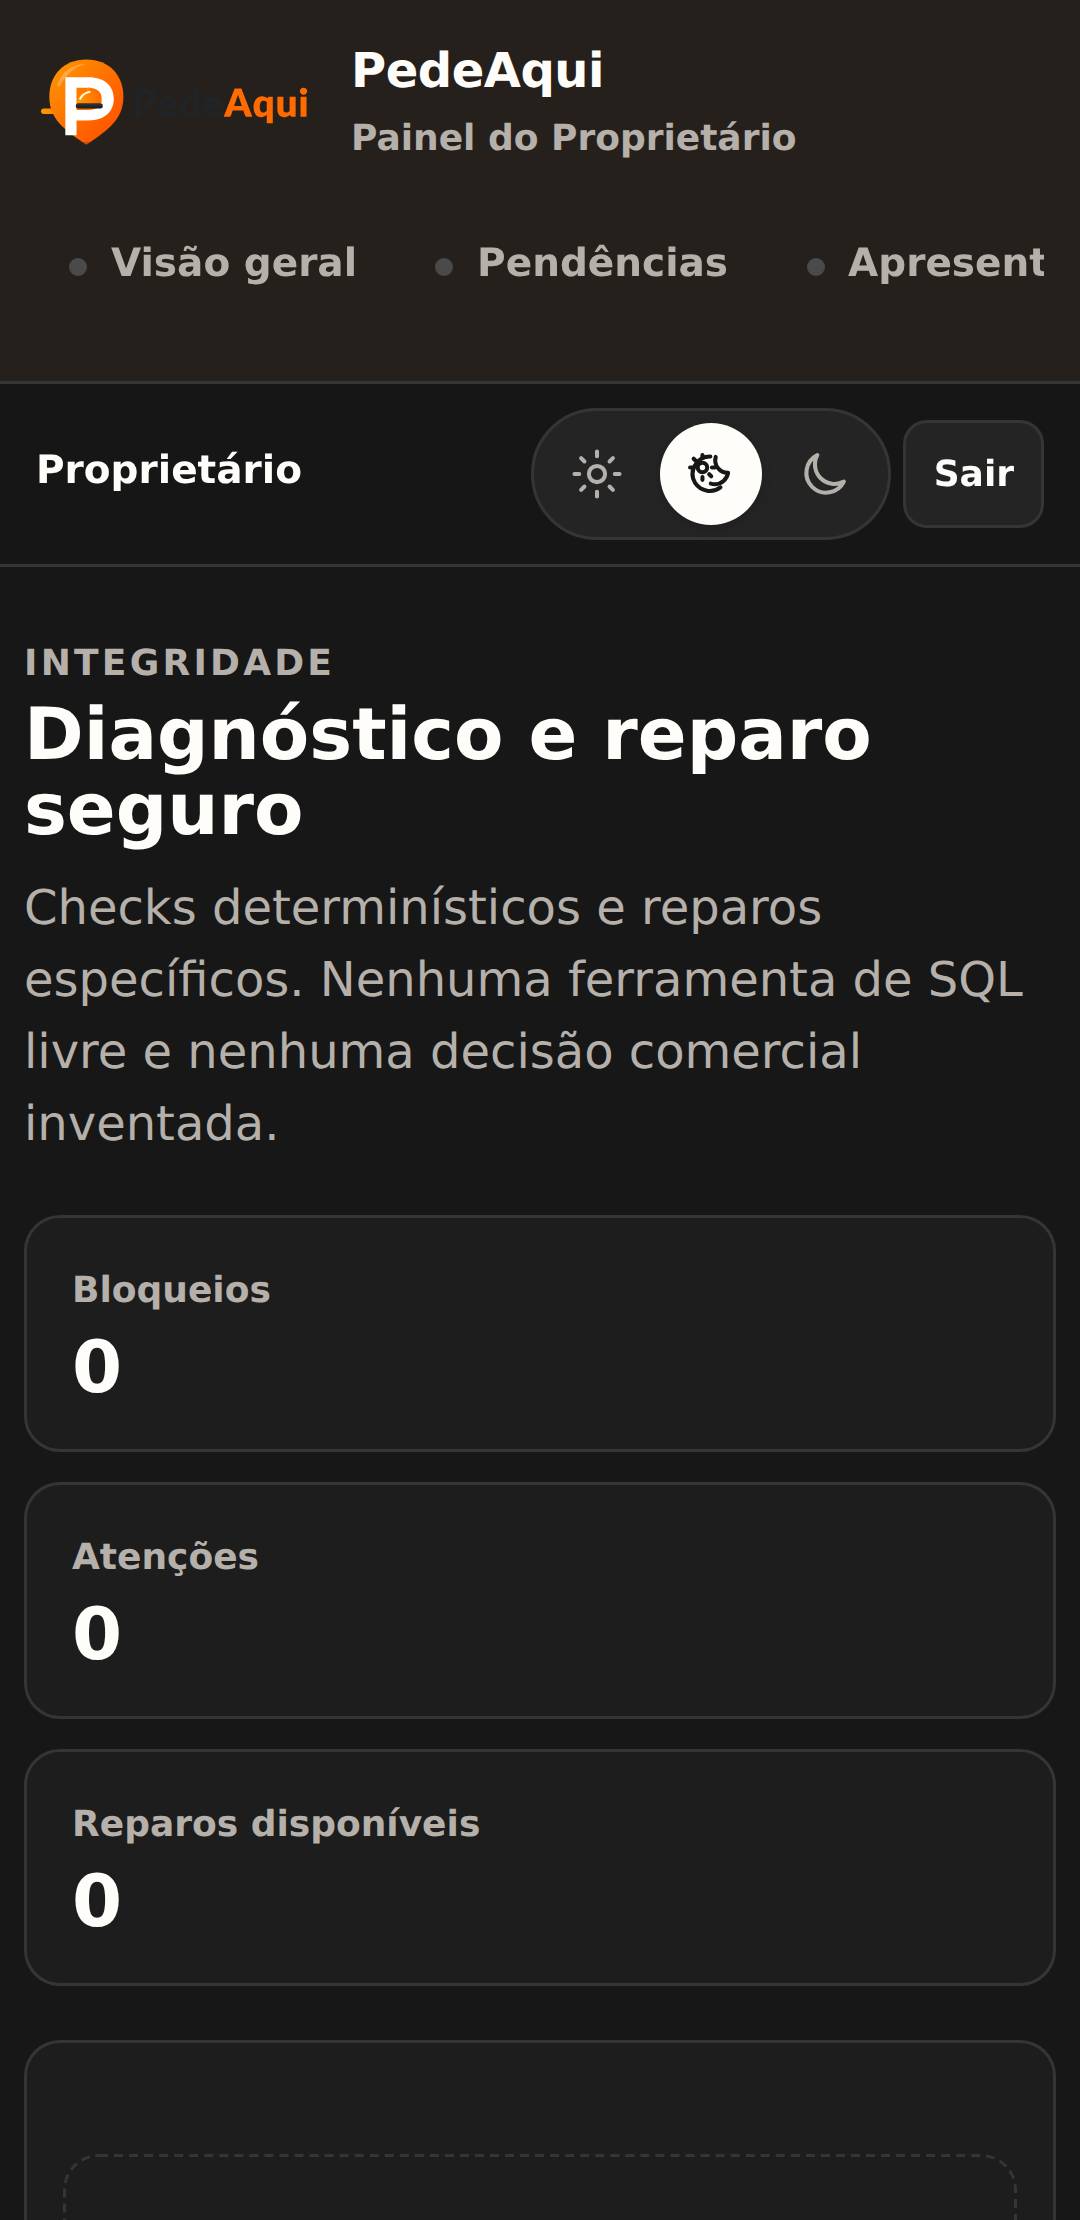 PedeAqui
PedeAqui
Painel do Proprietário
Visão geral
Pendências
Apresent
Proprietário
Sair
INTEGRIDADE
Diagnóstico e reparo
seguro
Checks determinísticos e reparos
específicos. Nenhuma ferramenta de SQL
livre e nenhuma decisão comercial
inventada.
Bloqueios
0
Atenções
0
Reparos disponíveis
0